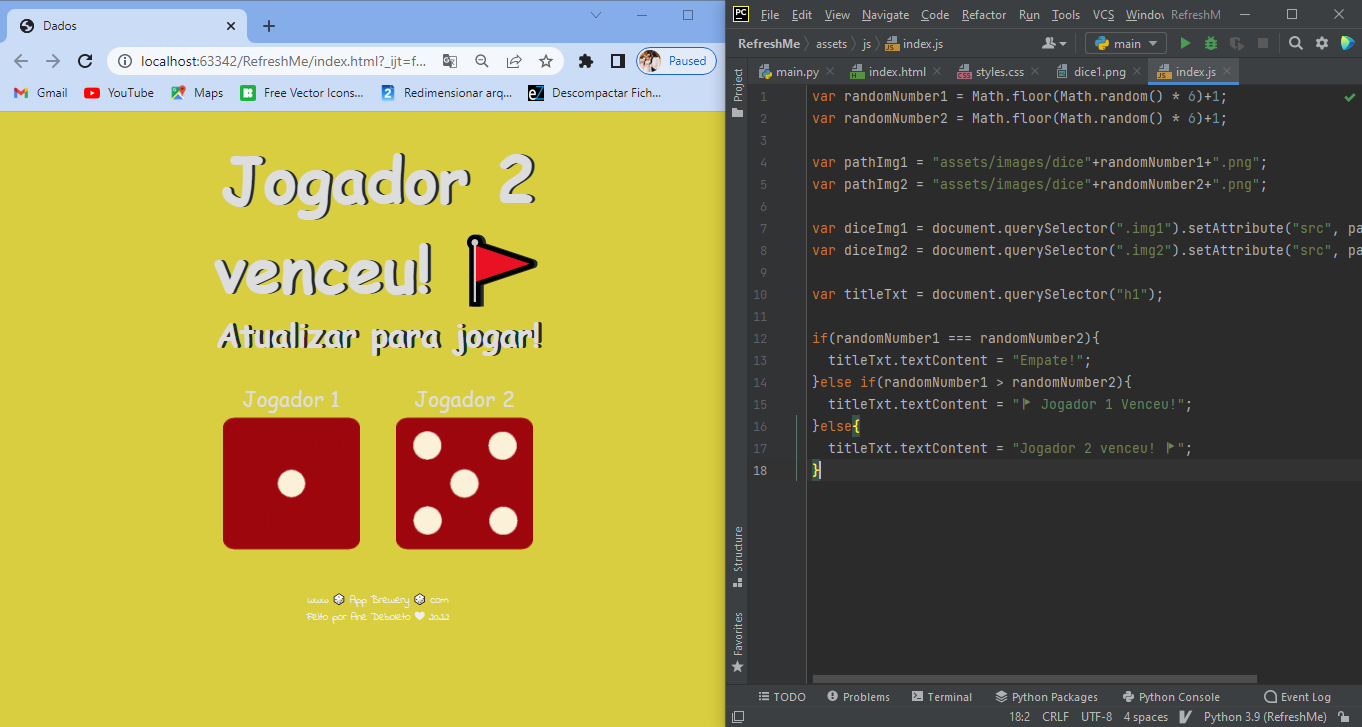 Dados
localhost:63342/RefreshMe/index.html?_ijt=f...
Paused
Gmail
YouTube
Maps
Free Vector Icons...
Redimensionar arq...
Descompactar Fich...
Jogador 2
venceu! 🚩
Atualizar para jogar!
Jogador 1 Jogador 2
www 🎲 App Brewery 🎲 com
PC File Edit View Navigate Code Refactor Run Tools VCS Window RefreshM
RefreshMe assets js index.js
main
main.py index.html styles.css dice1.png index.js
Project
1 var randomNumber1 = Math.floor(Math.random() * 6)+1;
2 var randomNumber2 = Math.floor(Math.random() * 6)+1;
3
4 var pathImg1 = "assets/images/dice"+randomNumber1+".png";
5 var pathImg2 = "assets/images/dice"+randomNumber2+".png";
6
7 var diceImg1 = document.querySelector(".img1").setAttribute("src", pa
8 var diceImg2 = document.querySelector(".img2").setAttribute("src", pa
9
10 var titleTxt = document.querySelector("h1");
11
12 if(randomNumber1 === randomNumber2){
13 titleTxt.textContent = "Empate!";
14 }else if(randomNumber1 > randomNumber2){
15 titleTxt.textContent = "🚩 Jogador 1 Venceu!";
16 }else{
17 titleTxt.textContent = "Jogador 2 venceu! 🚩";
18 }
Structure
Favorites
TODO Problems Terminal Python Packages Python Console Event Log
18:2 CRLF UTF-8 4 spaces Python 3.9 (RefreshMe)